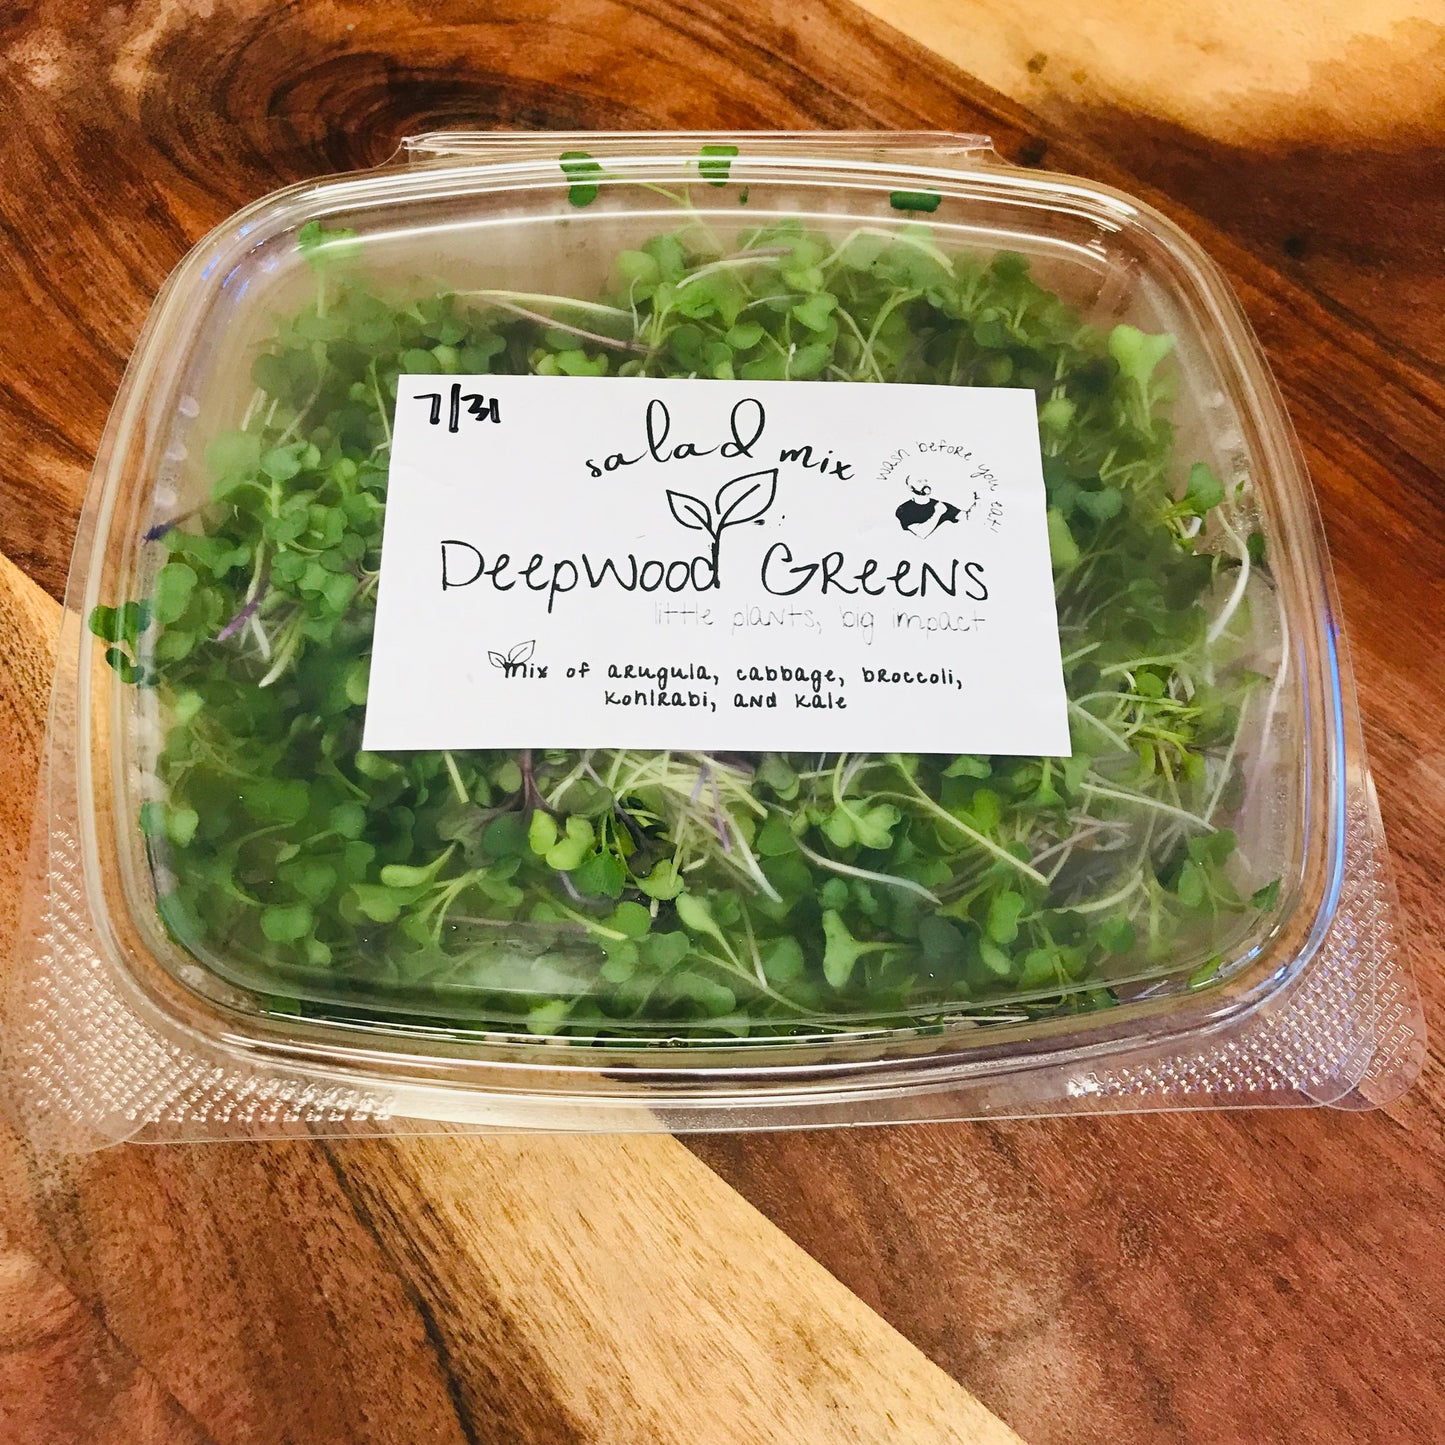 7/31
salad mix
wash before you eat!
Deepwood Greens
little plants, big impact
mix of arugula, cabbage, broccoli,
kohlrabi, and kale